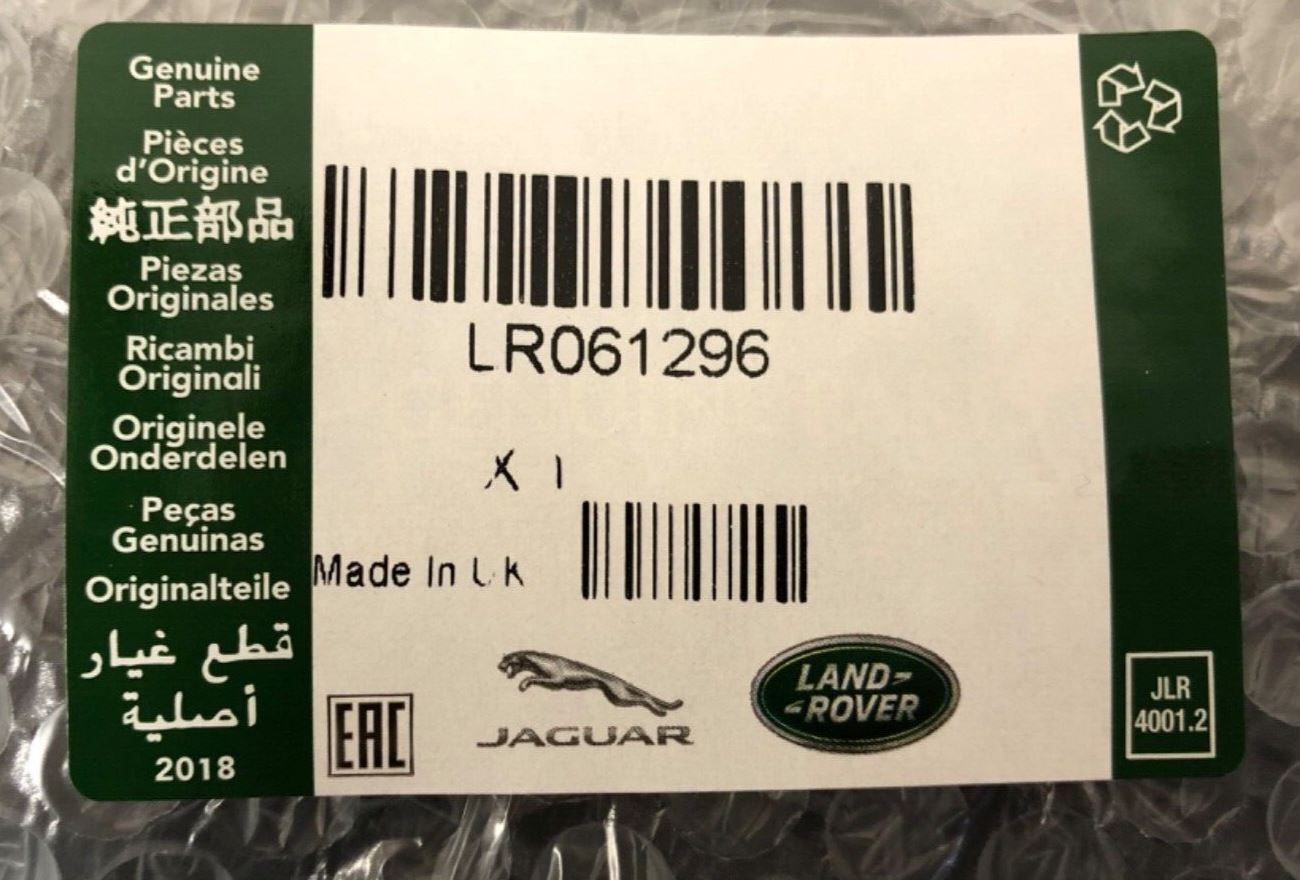 Genuine
Parts
Pièces
d'Origine
純正部品
Piezas
Originales
Ricambi
Originali
Originele
Onderdelen
Peças
Genuinas
Originalteile
قطع غيار
أصلية
2018
LR061296
X 1
Made In UK
EAC
JAGUAR
LAND-
-ROVER
JLR
4001.2